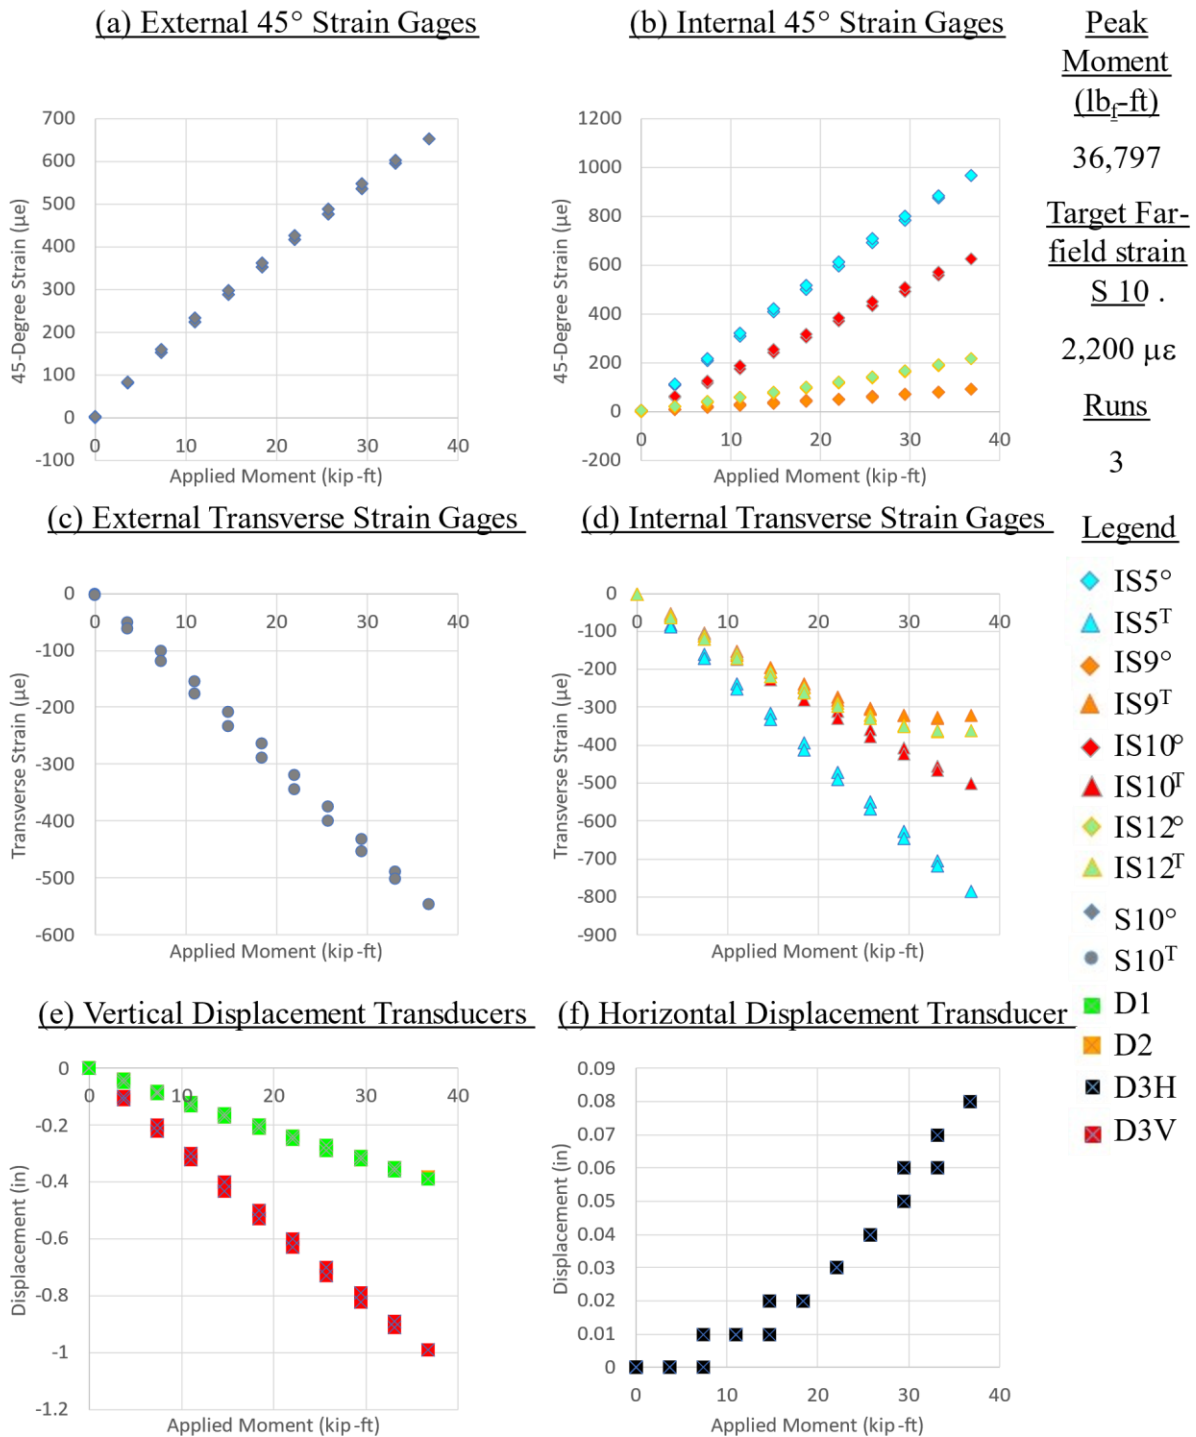 (a) External 45° Strain Gages
(b) Internal 45° Strain Gages
Peak
Moment
(lb_f-ft)
36,797
Target Far-
field strain
S 10 .
2,200 µε
Runs
3
700
600
500
400
300
200
100
0
-100
0 10 20 30 40
45-Degree Strain (µe)
Applied Moment (kip-ft)
1200
1000
800
600
400
200
0
-200
0 10 20 30 40
45-Degree Strain (µe)
Applied Moment (kip-ft)
(c) External Transverse Strain Gages
(d) Internal Transverse Strain Gages
0
-100
-200
-300
-400
-500
-600
0 10 20 30 40
Transverse Strain (µe)
Applied Moment (kip-ft)
0
-100
-200
-300
-400
-500
-600
-700
-800
-900
0 10 20 30 40
Transverse Strain (µe)
Applied Moment (kip-ft)
Legend
IS5°
IS5ᵀ
IS9°
IS9ᵀ
IS10°
IS10ᵀ
IS12°
IS12ᵀ
S10°
S10ᵀ
D1
D2
D3H
D3V
(e) Vertical Displacement Transducers
(f) Horizontal Displacement Transducer
0
-0.2
-0.4
-0.6
-0.8
-1
-1.2
0 10 20 30 40
Displacement (in)
Applied Moment (kip-ft)
0.09
0.08
0.07
0.06
0.05
0.04
0.03
0.02
0.01
0
0 10 20 30 40
Displacement (in)
Applied Moment (kip-ft)